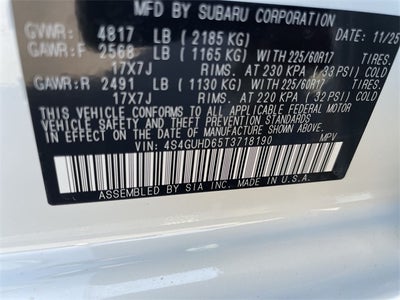 MFD. BY SUBARU CORPORATION
GVWR: 4817 LB (2185 KG) DATE: 11/25
GAWR:F 2568 LB (1165 KG) WITH 225/60R17 TIRES.
17X7J RIMS. AT 230 KPA (33 PSI) COLD
GAWR:R 2491 LB (1130 KG) WITH 225/60R17 TIRES.
17X7J RIMS. AT 220 KPA (32 PSI) COLD
THIS VEHICLE CONFORMS TO ALL APPLICABLE FEDERAL MOTOR
VEHICLE SAFETY AND THEFT PREVENTION STANDARDS
IN EFFECT ON THE DATE OF MANUFACTURE SHOWN ABOVE.
VIN: 4S4GUHD65T3718190 MPV
ASSEMBLED BY SIA INC. MADE IN U.S.A.